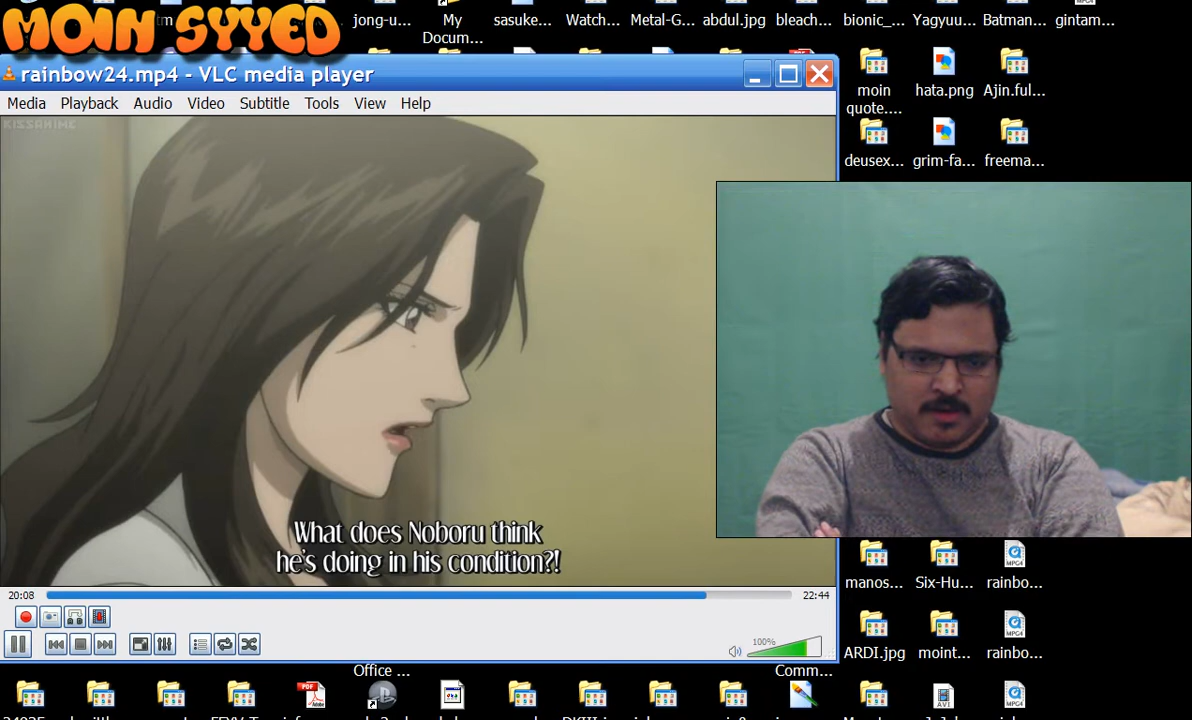 MOIN SYYED
jong-u...
My
Docum...
sasuke...
Watch...
Metal-G...
abdul.jpg
bleach...
bionic_...
Yagyuu...
Batman...
gintam...
rainbow24.mp4 - VLC media player
Media Playback Audio Video Subtitle Tools View Help
KISSANIME
moin
quote....
hata.png
Ajin.ful...
deusex...
grim-fa...
freema...
What does Noboru think
he's doing in his condition?!
20:08
22:44
100%
manos...
Six-Hu...
rainbo...
ARDI.jpg
moint...
rainbo...
Office ...
Comm...